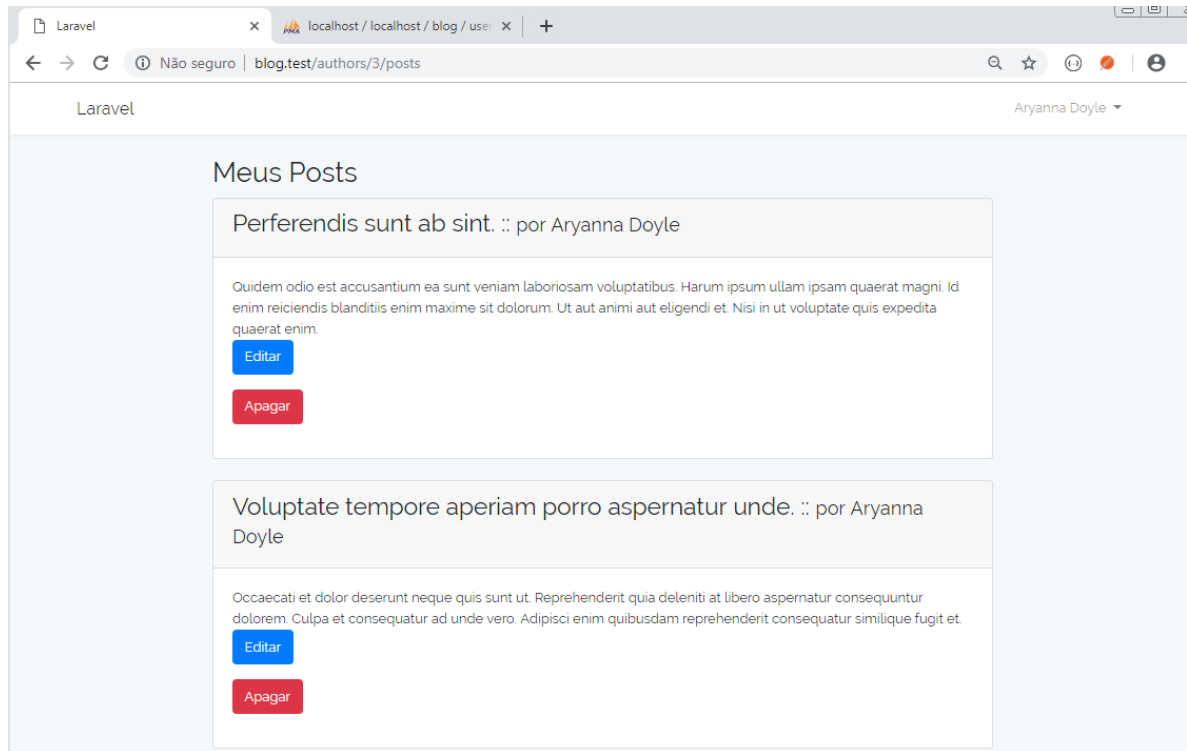 Laravel
localhost / localhost / blog / user
Não seguro
blog.test/authors/3/posts
Laravel
Aryanna Doyle
Meus Posts
Perferendis sunt ab sint. :: por Aryanna Doyle
Quidem odio est accusantium ea sunt veniam laboriosam voluptatibus. Harum ipsum ullam ipsam quaerat magni. Id
enim reiciendis blanditiis enim maxime sit dolorum. Ut aut animi aut eligendi et. Nisi in ut voluptate quis expedita
quaerat enim.
Editar
Apagar
Voluptate tempore aperiam porro aspernatur unde. :: por Aryanna
Doyle
Occaecati et dolor deserunt neque quis sunt ut. Reprehenderit quia deleniti at libero aspernatur consequuntur
dolorem. Culpa et consequatur ad unde vero. Adipisci enim quibusdam reprehenderit consequatur similique fugit et.
Editar
Apagar